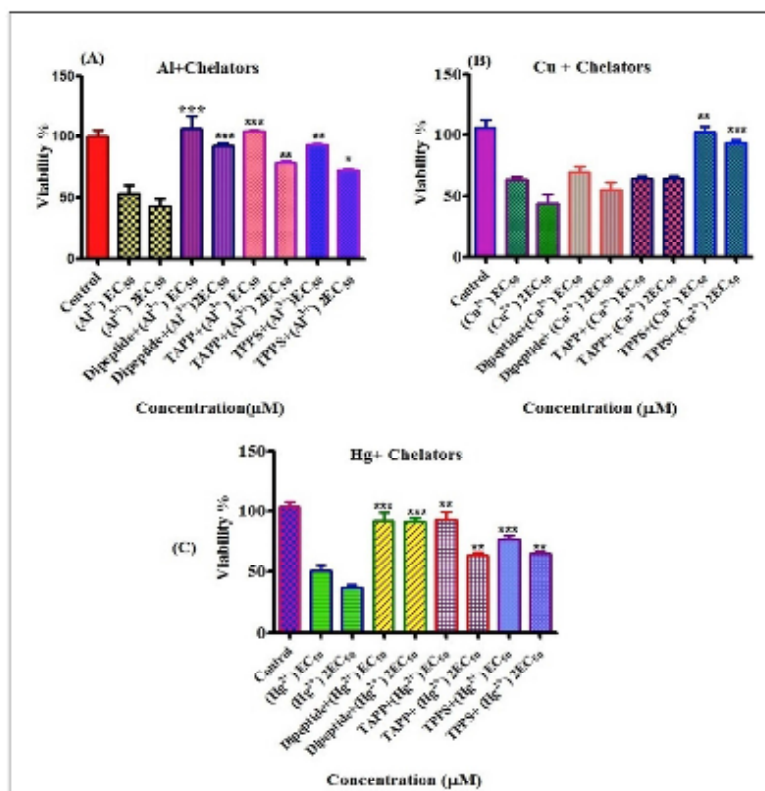 (A)
Al+Chelators
Viability %
150
100
50
0
***
***
***
**
**
*
Control
(Al³⁺) EC₅₀
(Al³⁺) 2EC₅₀
Dipeptide+(Al³⁺) EC₅₀
Dipeptide+(Al³⁺) 2EC₅₀
TAPP+(Al³⁺) EC₅₀
TAPP+(Al³⁺) 2EC₅₀
TPPS+(Al³⁺) EC₅₀
TPPS+(Al³⁺) 2EC₅₀
Concentration(µM)
(B)
Cu + Chelators
Viability %
150
100
50
0
**
***
Control
(Cu²⁺) EC₅₀
(Cu²⁺) 2EC₅₀
Dipeptide+(Cu²⁺) EC₅₀
Dipeptide+(Cu²⁺) 2EC₅₀
TAPP+(Cu²⁺) EC₅₀
TAPP+(Cu²⁺) 2EC₅₀
TPPS+(Cu²⁺) EC₅₀
TPPS+(Cu²⁺) 2EC₅₀
Concentration (µM)
(C)
Hg+ Chelators
Viability %
150
100
50
0
***
***
**
**
***
**
Control
(Hg²⁺) EC₅₀
(Hg²⁺) 2EC₅₀
Dipeptide+(Hg²⁺) EC₅₀
Dipeptide+(Hg²⁺) 2EC₅₀
TAPP+(Hg²⁺) EC₅₀
TAPP+ (Hg²⁺) 2EC₅₀
TPPS+(Hg²⁺) EC₅₀
TPPS+ (Hg²⁺) 2EC₅₀
Concentration (µM)